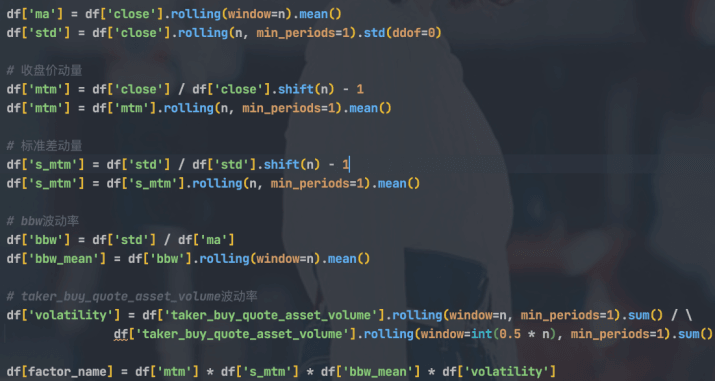 df['ma'] = df['close'].rolling(window=n).mean()
df['std'] = df['close'].rolling(n, min_periods=1).std(ddof=0)
# 收盘价动量
df['mtm'] = df['close'] / df['close'].shift(n) - 1
df['mtm'] = df['mtm'].rolling(n, min_periods=1).mean()
# 标准差动量
df['s_mtm'] = df['std'] / df['std'].shift(n) - 1
df['s_mtm'] = df['s_mtm'].rolling(n, min_periods=1).mean()
# bbw波动率
df['bbw'] = df['std'] / df['ma']
df['bbw_mean'] = df['bbw'].rolling(window=n).mean()
# taker_buy_quote_asset_volume波动率
df['volatility'] = df['taker_buy_quote_asset_volume'].rolling(window=n, min_periods=1).sum() / \
df['taker_buy_quote_asset_volume'].rolling(window=int(0.5 * n), min_periods=1).sum()
df[factor_name] = df['mtm'] * df['s_mtm'] * df['bbw_mean'] * df['volatility']